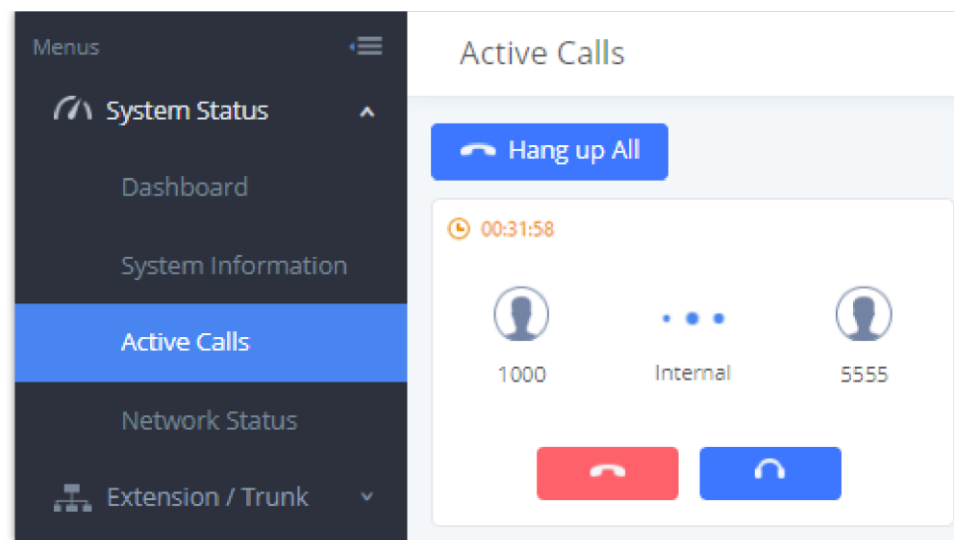 Menus
System Status
Dashboard
System Information
Active Calls
Network Status
Extension / Trunk
Active Calls
Hang up All
00:31:58
1000
Internal
5555